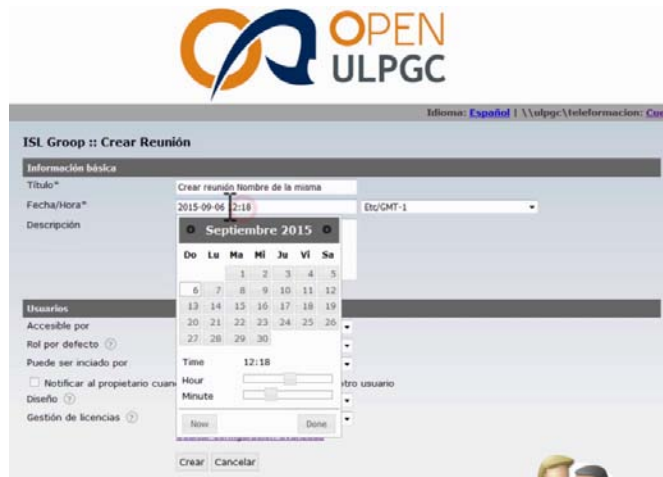 OPEN
ULPGC
Idioma: Español | \\ulpgc\teleformacion:
ISL Groop :: Crear Reunión
Información básica
Título* Crear reunión Nombre de la misma
Fecha/Hora* 2015-09-06 12:18 Etc/GMT-1
Descripción
Septiembre 2015
Do Lu Ma Mi Ju Vi Sa
1 2 3 4 5
6 7 8 9 10 11 12
13 14 15 16 17 18 19
20 21 22 23 24 25 26
27 28 29 30
Time 12:18
Hour
Minute
Now Done
Usuarios
Accesible por
Rol por defecto ?
Puede ser inciado por
Notificar al propietario otro usuario
Diseño ?
Gestión de licencias ?
Crear Cancelar